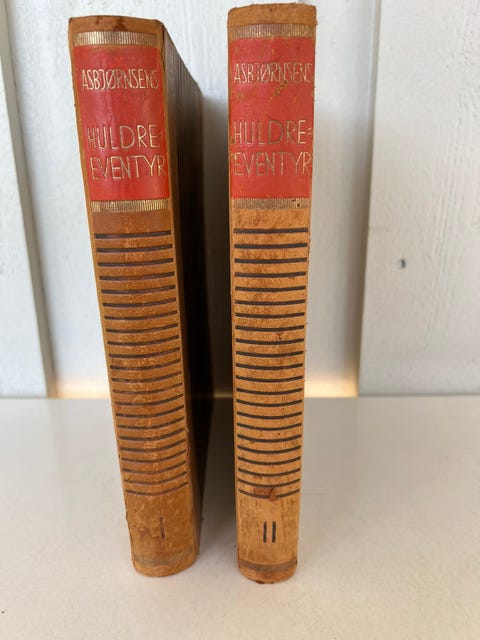 ASBJØRNSENS
HULDRE-
EVENTYR
I
ASBJØRNSENS
HULDRE-
EVENTYR
II